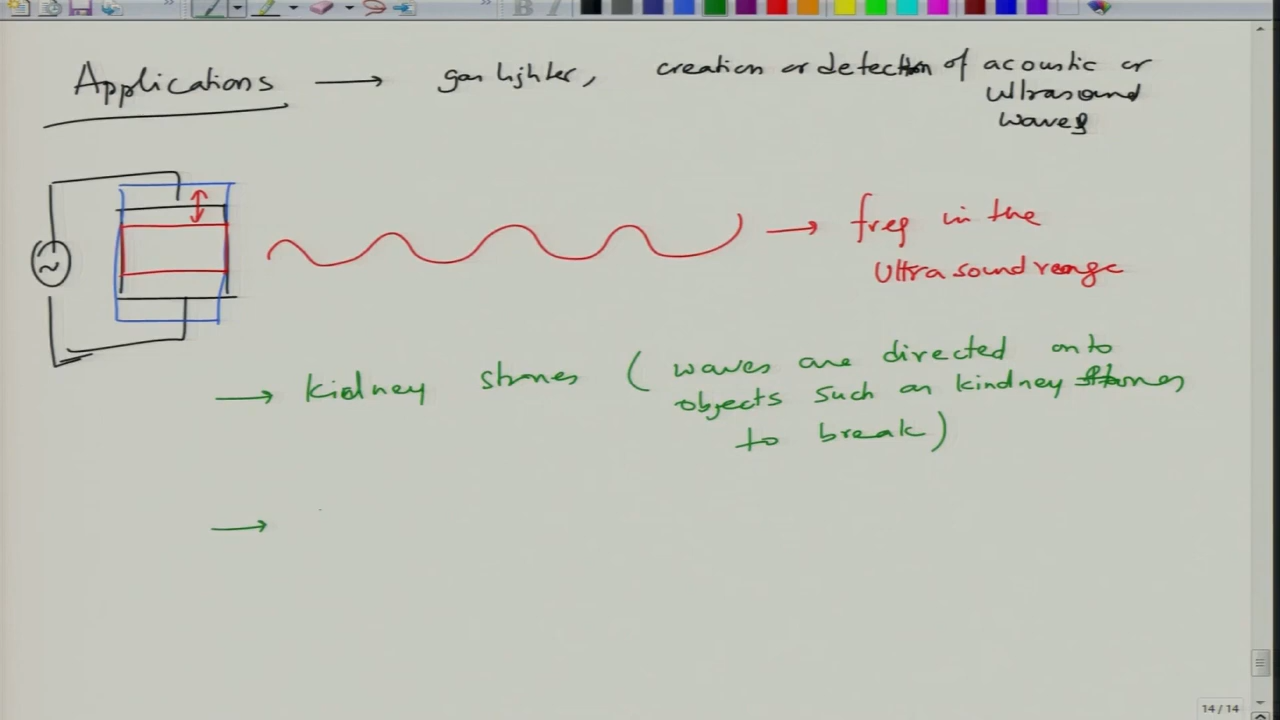 Applications → gas lighter, creation or detection of acoustic or
ultrasound
waves
freq in the
ultrasound range
→ kidney stones ( waves are directed onto
objects such as kindney stones
to break)
→
14 / 14